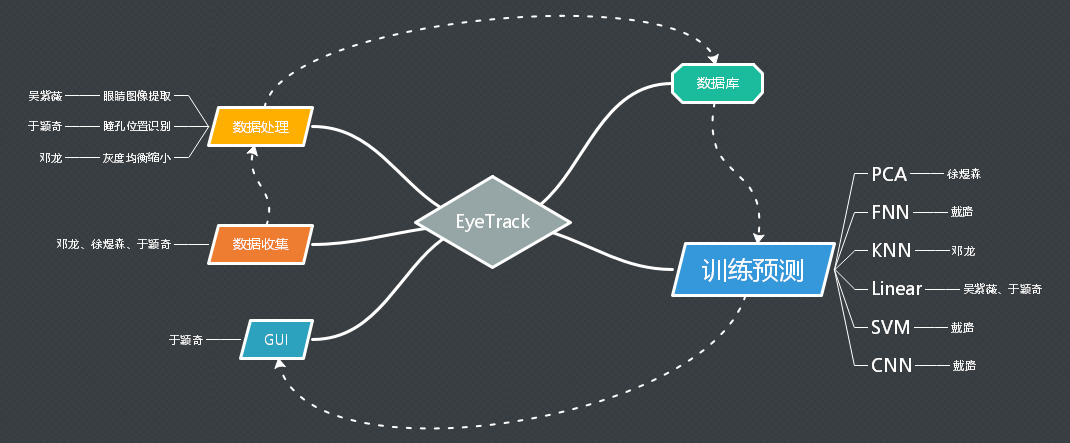 数据库
吴紫薇 眼睛图像提取
于颖奇 瞳孔位置识别
邓龙 灰度均衡缩小
数据处理
EyeTrack
邓龙、徐煜森、于颖奇 数据收集
于颖奇 GUI
训练预测
PCA 徐煜森
FNN 戴路
KNN 邓龙
Linear 吴紫薇、于颖奇
SVM 戴路
CNN 戴路